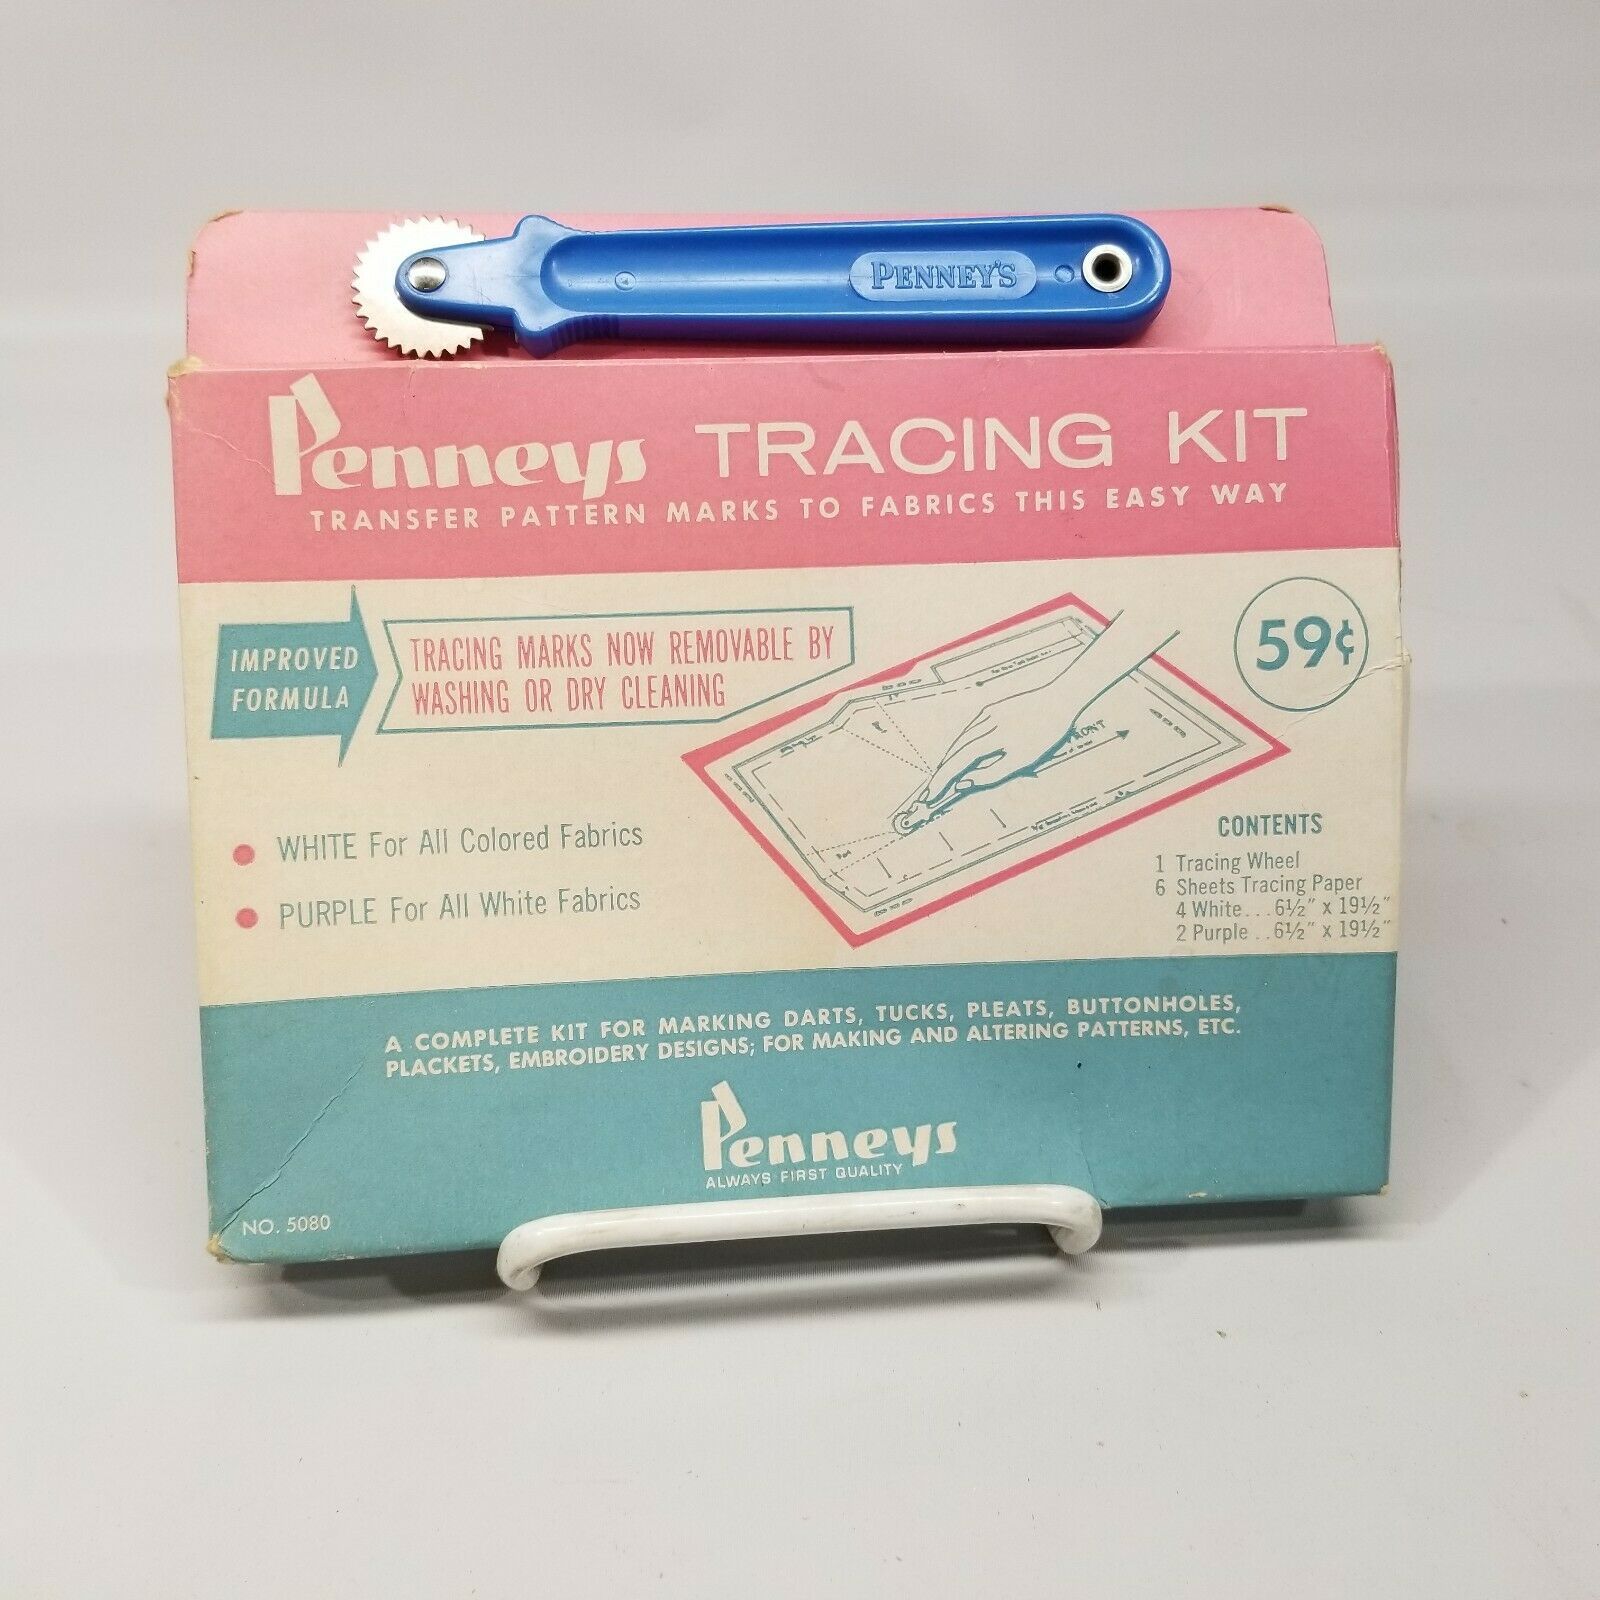 PENNEY'S
Penneys TRACING KIT
TRANSFER PATTERN MARKS TO FABRICS THIS EASY WAY
IMPROVED
FORMULA
TRACING MARKS NOW REMOVABLE BY
WASHING OR DRY CLEANING
59¢
FRONT
WHITE For All Colored Fabrics
PURPLE For All White Fabrics
CONTENTS
1 Tracing Wheel
6 Sheets Tracing Paper
4 White...6½" x 19½"
2 Purple..6½" x 19½"
A COMPLETE KIT FOR MARKING DARTS, TUCKS, PLEATS, BUTTONHOLES,
PLACKETS, EMBROIDERY DESIGNS; FOR MAKING AND ALTERING PATTERNS, ETC.
Penneys
ALWAYS FIRST QUALITY
NO. 5080